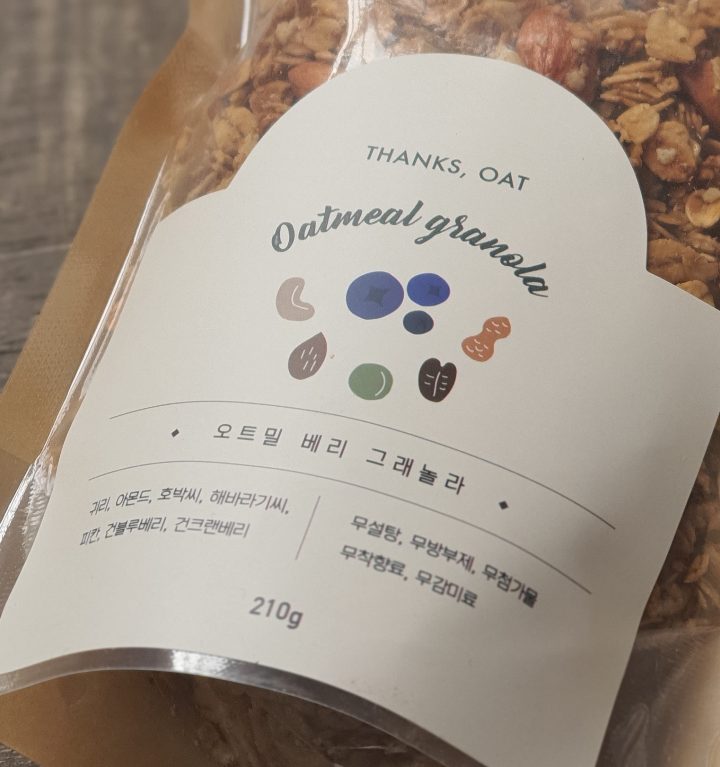 THANKS, OAT
Oatmeal granola
오트밀 베리 그래놀라
귀리, 아몬드, 호박씨, 해바라기씨,
피칸, 건블루베리, 건크랜베리
무설탕, 무방부제, 무첨가물
무착향료, 무감미료
210g